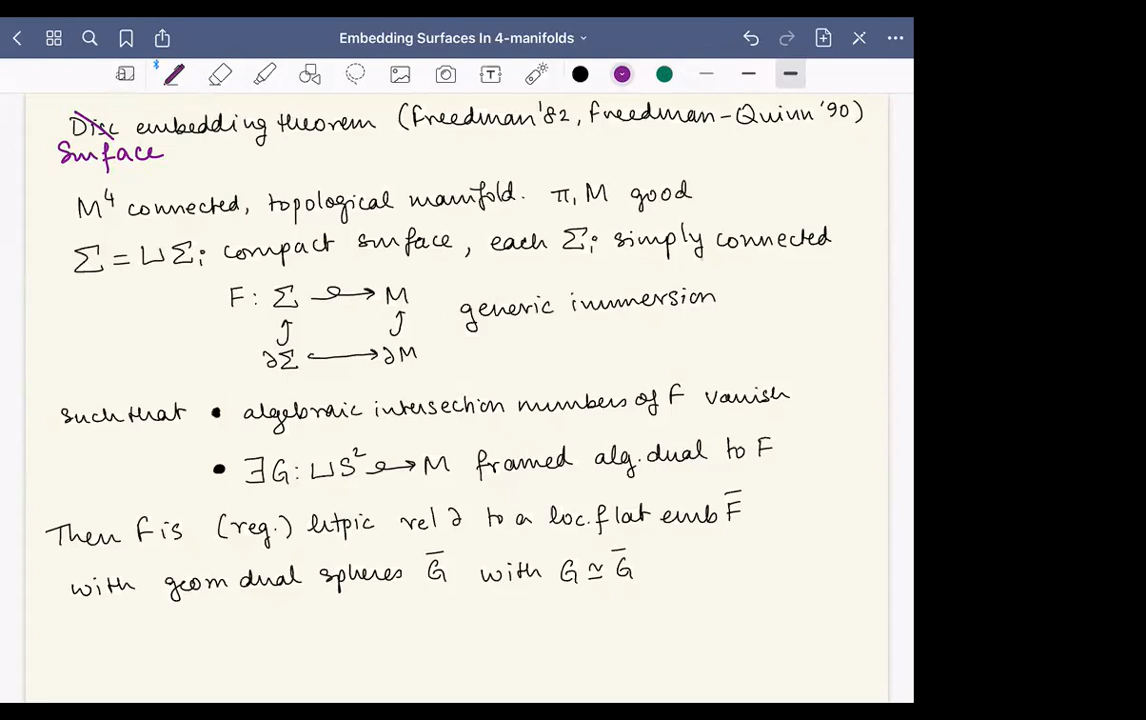 Embedding Surfaces In 4-manifolds
Disc embedding theorem (Freedman '82, Freedman-Quinn '90)
Surface
M⁴ connected, topological manifold. π₁M good
Σ = ⊔Σᵢ compact surface, each Σᵢ simply connected
F: Σ ↬ M generic immersion
∂Σ ⟶ ∂M
such that • algebraic intersection numbers of F vanish
• ∃G: ⊔S² ↬ M framed alg. dual to F
Then F is (reg.) htpic rel ∂ to a loc. flat emb F̅
with geom dual spheres G̅ with G ≃ G̅